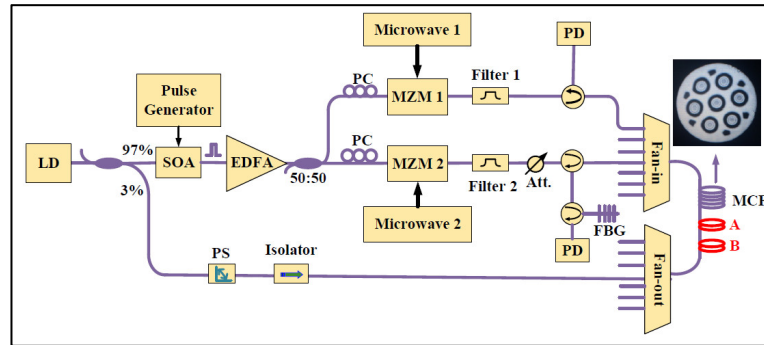 Microwave 1
PD
Pulse
Generator
PC
MZM 1
Filter 1
97%
LD
SOA
EDFA
PC
MZM 2
Fan-in
3%
50:50
Filter 2
Att.
MCF
Microwave 2
FBG
A
PD
B
PS
Isolator
Fan-out